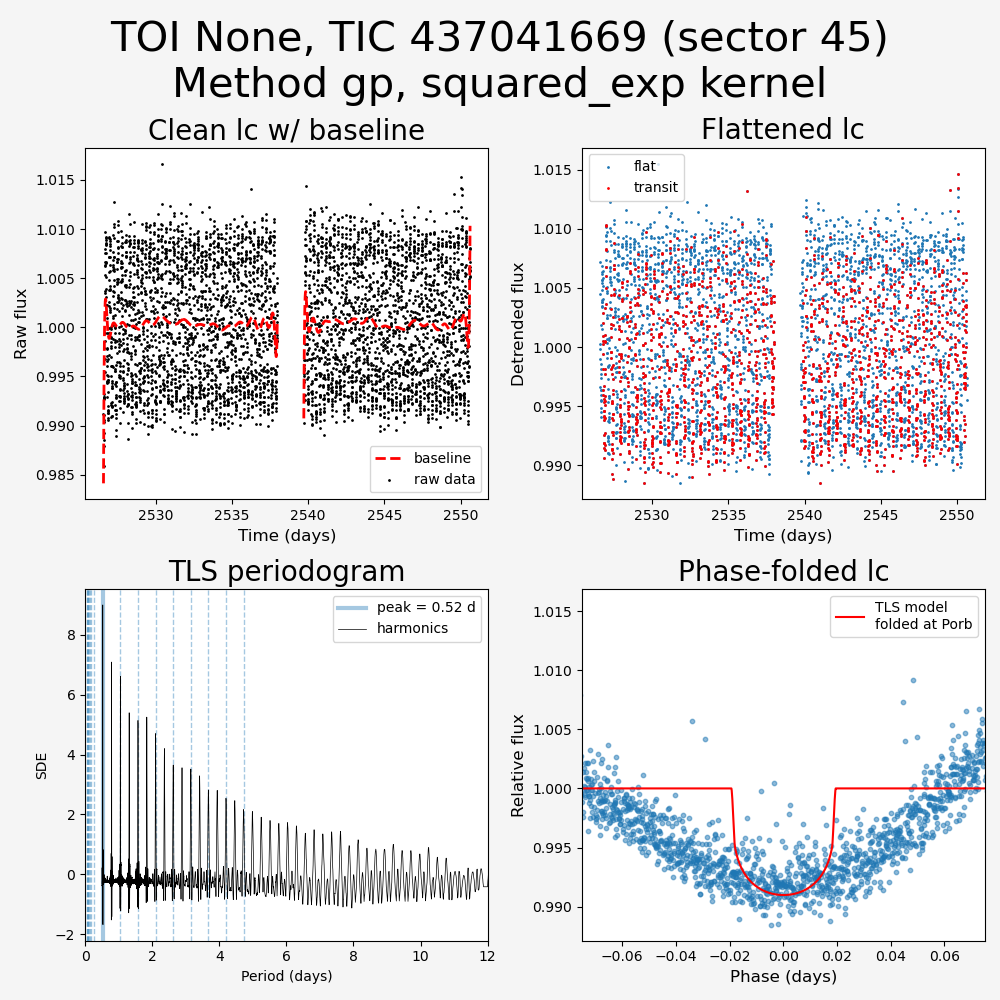 TOI None, TIC 437041669 (sector 45)
Method gp, squared_exp kernel
Clean lc w/ baseline
Raw flux
1.015
1.010
1.005
1.000
0.995
0.990
0.985
baseline
raw data
2530
2535
2540
2545
2550
Time (days)
Flattened lc
Detrended flux
1.015
1.010
1.005
1.000
0.995
0.990
flat
transit
2530
2535
2540
2545
2550
Time (days)
TLS periodogram
SDE
8
6
4
2
0
−2
peak = 0.52 d
harmonics
0
2
4
6
8
10
12
Period (days)
Phase-folded lc
Relative flux
1.015
1.010
1.005
1.000
0.995
0.990
TLS model
folded at Porb
−0.06
−0.04
−0.02
0.00
0.02
0.04
0.06
Phase (days)